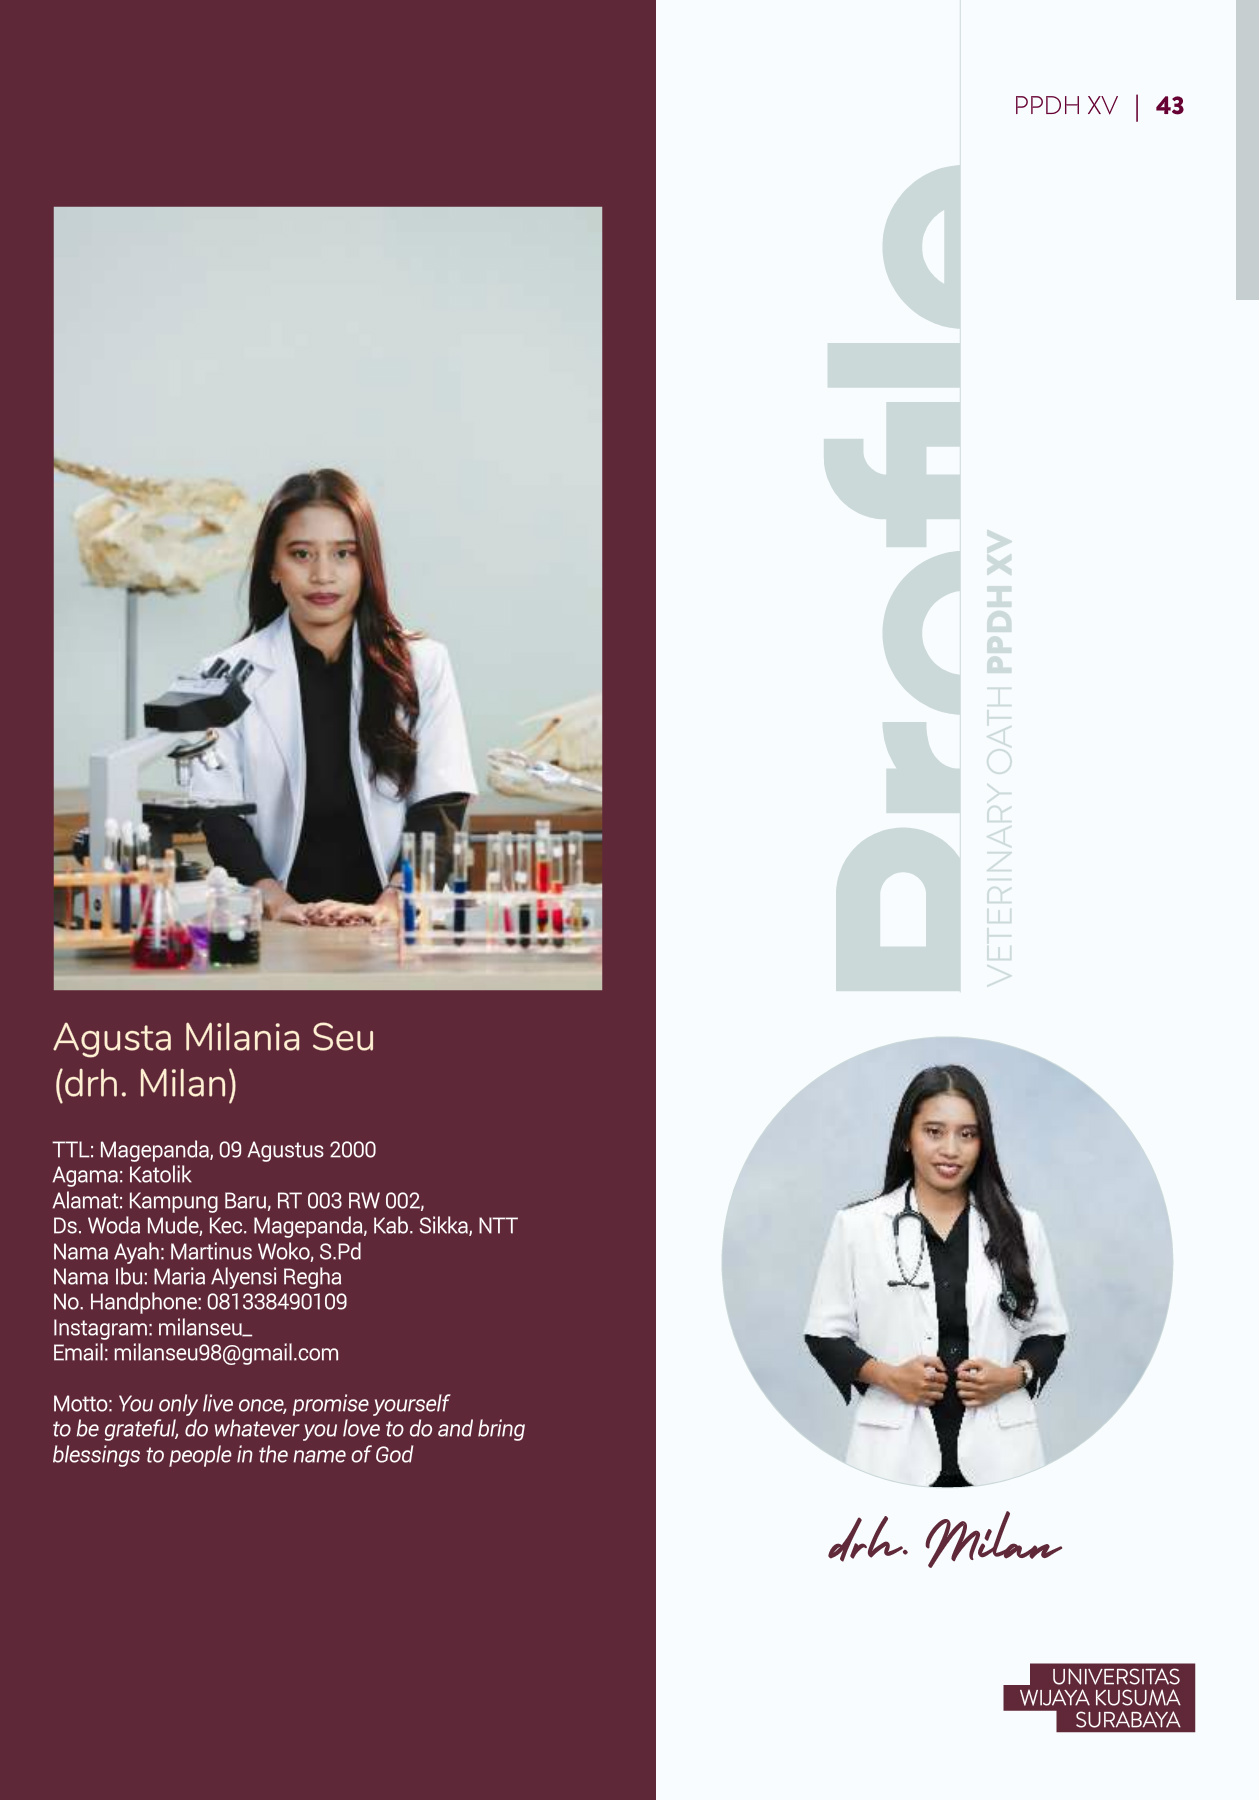 PPDH XV | 43
Profile
VETERINARY OATH PPDH XV
Agusta Milania Seu
(drh. Milan)
TTL: Magepanda, 09 Agustus 2000
Agama: Katolik
Alamat: Kampung Baru, RT 003 RW 002,
Ds. Woda Mude, Kec. Magepanda, Kab. Sikka, NTT
Nama Ayah: Martinus Woko, S.Pd
Nama Ibu: Maria Alyensi Regha
No. Handphone: 081338490109
Instagram: milanseu_
Email: milanseu98@gmail.com
Motto: You only live once, promise yourself
to be grateful, do whatever you love to do and bring
blessings to people in the name of God
drh. Milan
UNIVERSITAS
WIJAYA KUSUMA
SURABAYA